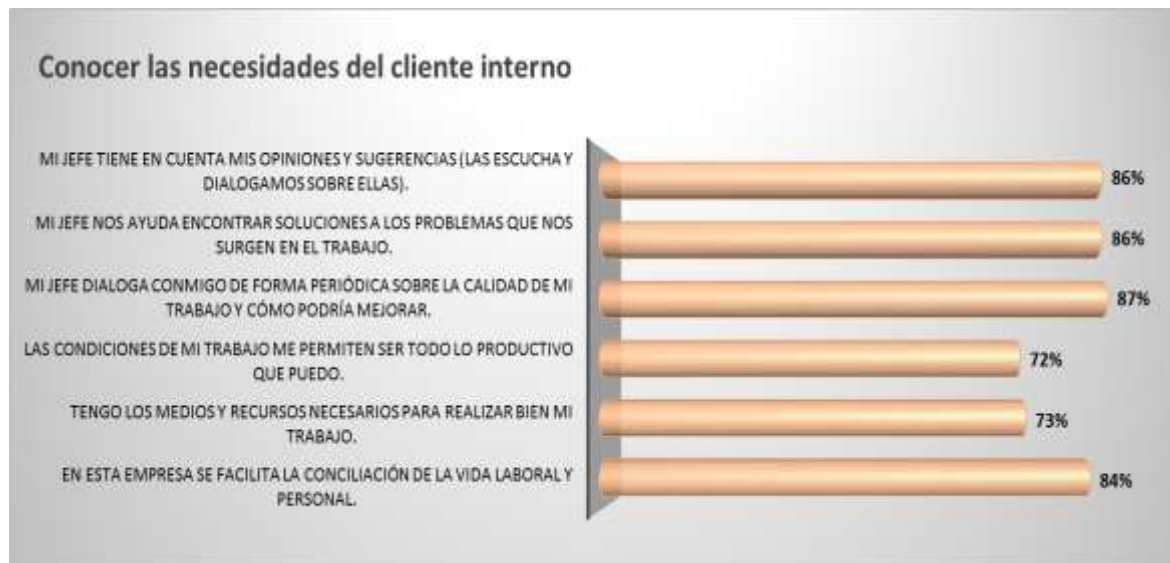 Conocer las necesidades del cliente interno
MI JEFE TIENE EN CUENTA MIS OPINIONES Y SUGERENCIAS (LAS ESCUCHA Y
DIALOGAMOS SOBRE ELLAS).
86%
MI JEFE NOS AYUDA ENCONTRAR SOLUCIONES A LOS PROBLEMAS QUE NOS
SURGEN EN EL TRABAJO.
86%
MI JEFE DIALOGA CONMIGO DE FORMA PERIÓDICA SOBRE LA CALIDAD DE MI
TRABAJO Y CÓMO PODRÍA MEJORAR.
87%
LAS CONDICIONES DE MI TRABAJO ME PERMITEN SER TODO LO PRODUCTIVO
QUE PUEDO.
72%
TENGO LOS MEDIOS Y RECURSOS NECESARIOS PARA REALIZAR BIEN MI
TRABAJO.
73%
EN ESTA EMPRESA SE FACILITA LA CONCILIACIÓN DE LA VIDA LABORAL Y
PERSONAL.
84%